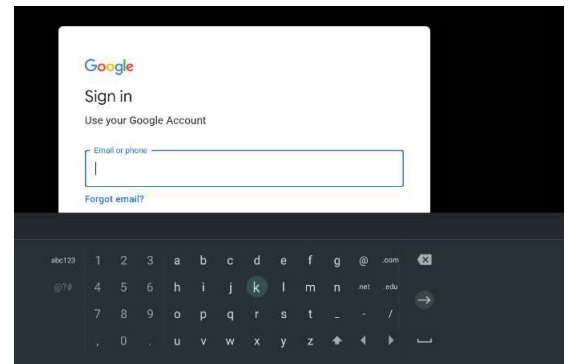 Google
Sign in
Use your Google Account
Email or phone
Forgot email?
abc123 1 2 3 a b c d e f g @ .com
@?# 4 5 6 h i j k l m n .net .edu
7 8 9 o p q r s t _ - /
, 0 . u v w x y z